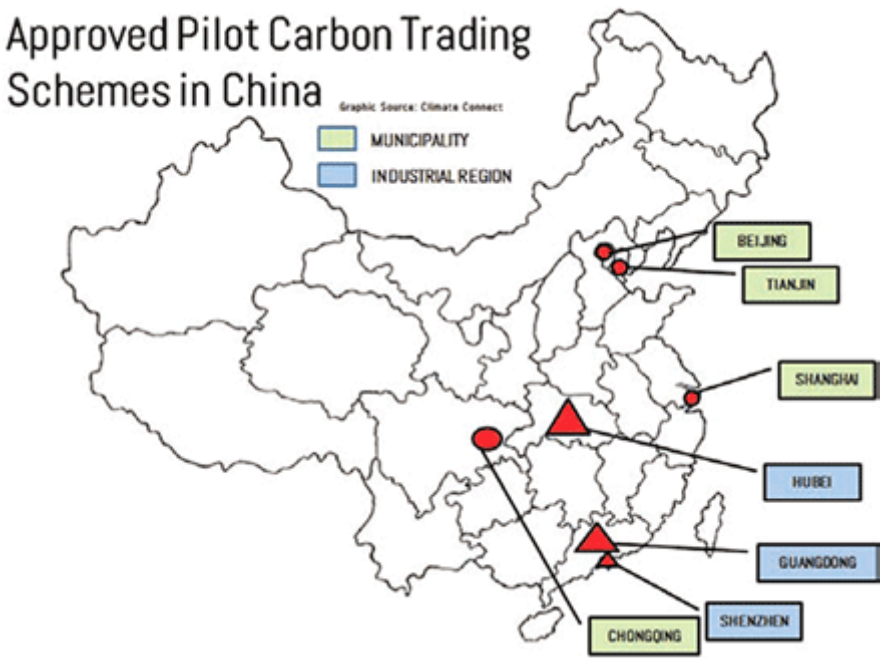 Approved Pilot Carbon Trading
Schemes in China
Graphic Source: Climate Connect
MUNICIPALITY
INDUSTRIAL REGION
BEIJING
TIANJIN
SHANGHAI
HUBEI
GUANGDONG
SHENZHEN
CHONGQING